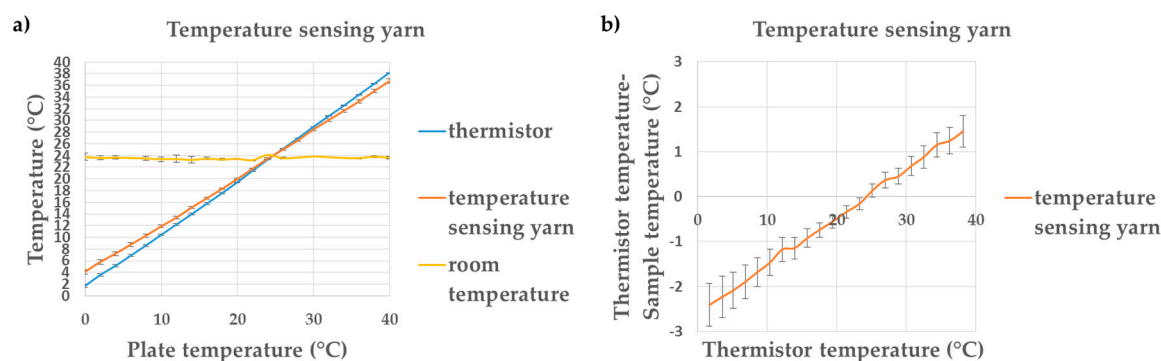 a)
Temperature sensing yarn
Temperature (°C)
40
38
36
34
32
30
28
26
24
22
20
18
16
14
12
10
8
6
4
2
0
0
10
20
30
40
Plate temperature (°C)
thermistor
temperature
sensing yarn
room
temperature
b)
Temperature sensing yarn
Thermistor temperature-
Sample temperature (°C)
3
2
1
0
-1
-2
-3
0
10
20
30
40
Thermistor temperature (°C)
temperature
sensing yarn